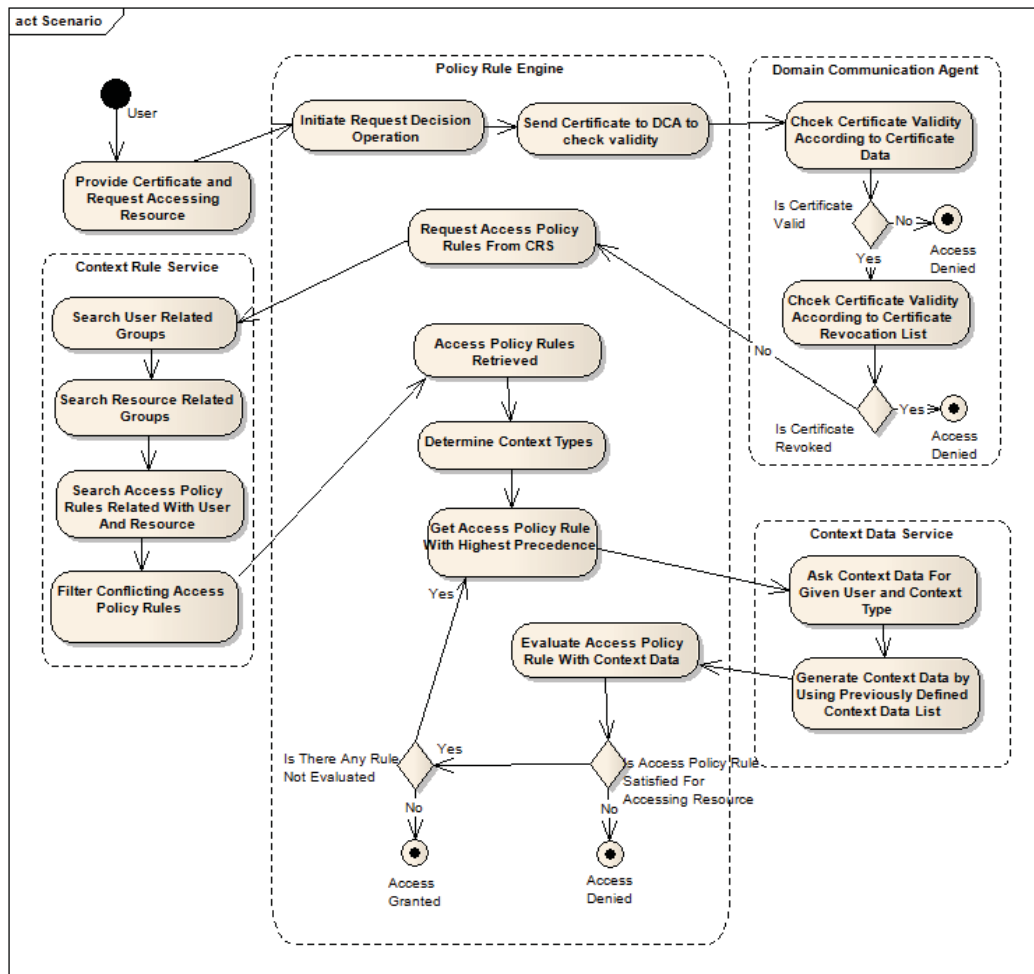 act Scenario
User
Provide Certificate and
Request Accessing
Resource
Policy Rule Engine
Initiate Request Decision
Operation
Send Certificate to DCA to
check validity
Domain Communication Agent
Chcek Certificate Validity
According to Certificate
Data
Is Certificate
Valid
No
Access
Denied
Yes
Chcek Certificate Validity
According to Certificate
Revocation List
No
Is Certificate
Revoked
Yes
Access
Denied
Request Access Policy
Rules From CRS
Context Rule Service
Search User Related
Groups
Search Resource Related
Groups
Search Access Policy
Rules Related With User
And Resource
Filter Conflicting Access
Policy Rules
Access Policy Rules
Retrieved
Determine Context Types
Get Access Policy Rule
With Highest Precedence
Yes
Context Data Service
Ask Context Data For
Given User and Context
Type
Generate Context Data by
Using Previously Defined
Context Data List
Evaluate Access Policy
Rule With Context Data
Is Access Policy Rule
Satisfied For
Accessing Resource
Yes
Is There Any Rule
Not Evaluated
No
Access
Granted
No
Access
Denied